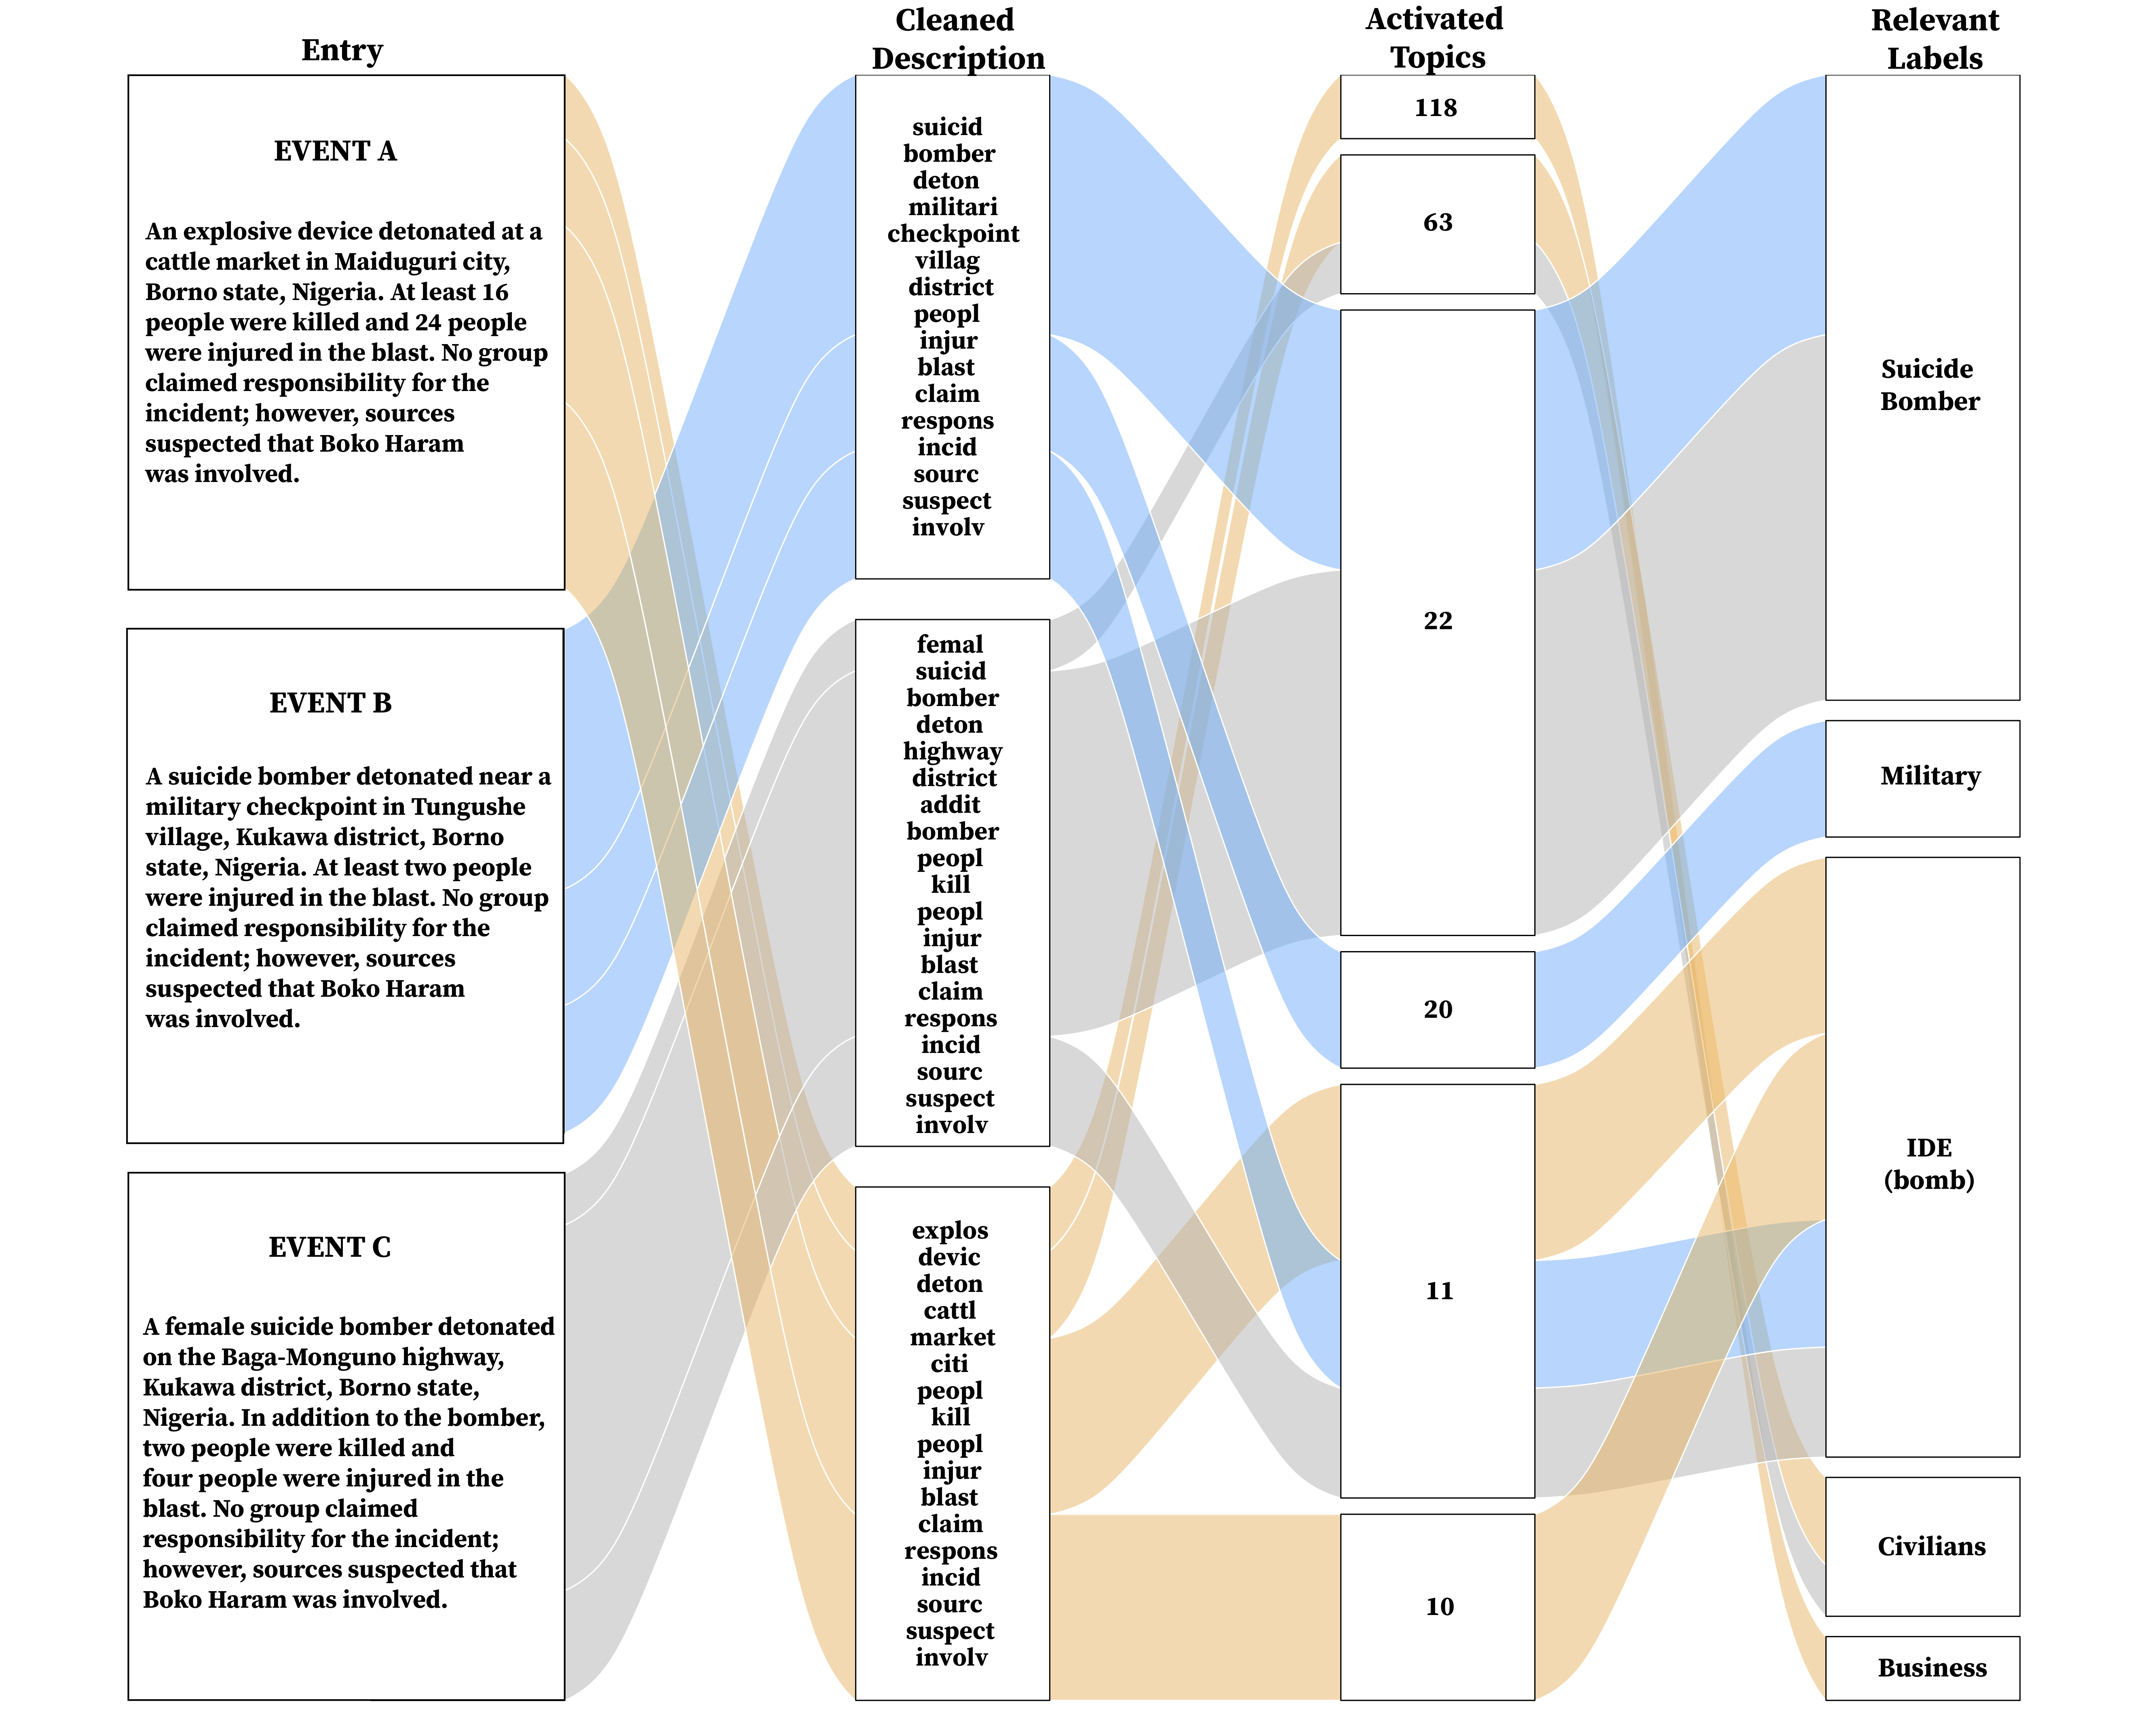 Entry
EVENT A
An explosive device detonated at a
cattle market in Maiduguri city,
Borno state, Nigeria. At least 16
people were killed and 24 people
were injured in the blast. No group
claimed responsibility for the
incident; however, sources
suspected that Boko Haram
was involved.
EVENT B
A suicide bomber detonated near a
military checkpoint in Tungushe
village, Kukawa district, Borno
state, Nigeria. At least two people
were injured in the blast. No group
claimed responsibility for the
incident; however, sources
suspected that Boko Haram
was involved.
EVENT C
A female suicide bomber detonated
on the Baga-Monguno highway,
Kukawa district, Borno state,
Nigeria. In addition to the bomber,
two people were killed and
four people were injured in the
blast. No group claimed
responsibility for the incident;
however, sources suspected that
Boko Haram was involved.
Cleaned
Description
suicid
bomber
deton
militari
checkpoint
villag
district
peopl
injur
blast
claim
respons
incid
sourc
suspect
involv
femal
suicid
bomber
deton
highway
district
addit
bomber
peopl
kill
peopl
injur
blast
claim
respons
incid
sourc
suspect
involv
explos
devic
deton
cattl
market
citi
peopl
kill
peopl
injur
blast
claim
respons
incid
sourc
suspect
involv
Activated
Topics
118
63
22
20
11
10
Relevant
Labels
Suicide
Bomber
Military
IDE
(bomb)
Civilians
Business